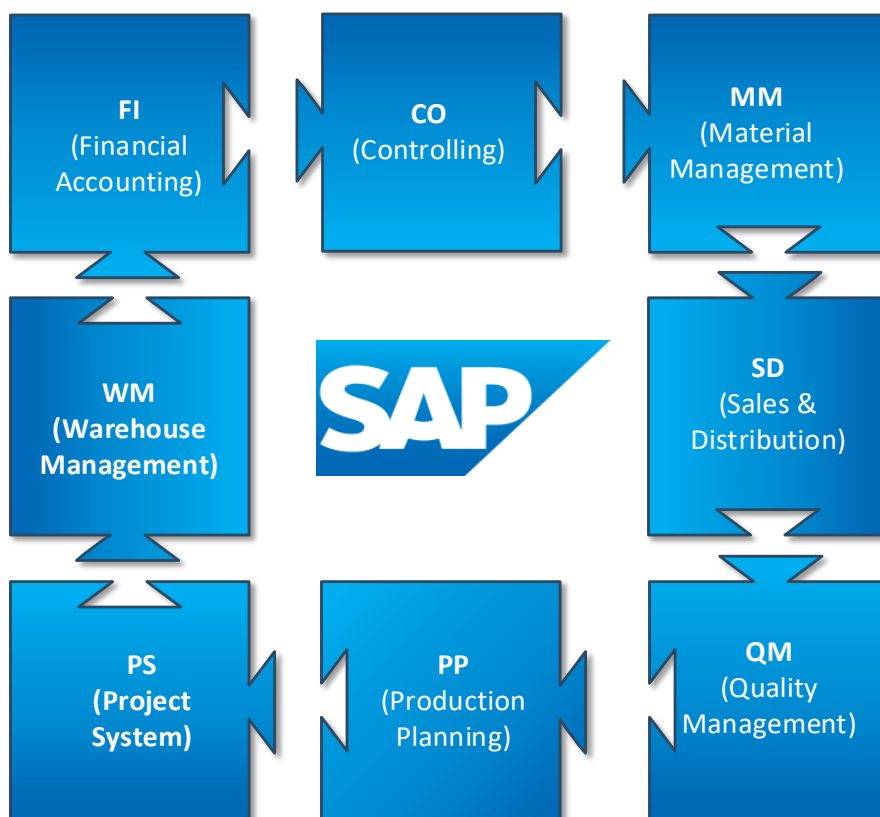 FI
(Financial
Accounting)
CO
(Controlling)
MM
(Material
Management)
WM
(Warehouse
Management)
SAP
SD
(Sales &
Distribution)
PS
(Project
System)
PP
(Production
Planning)
QM
(Quality
Management)